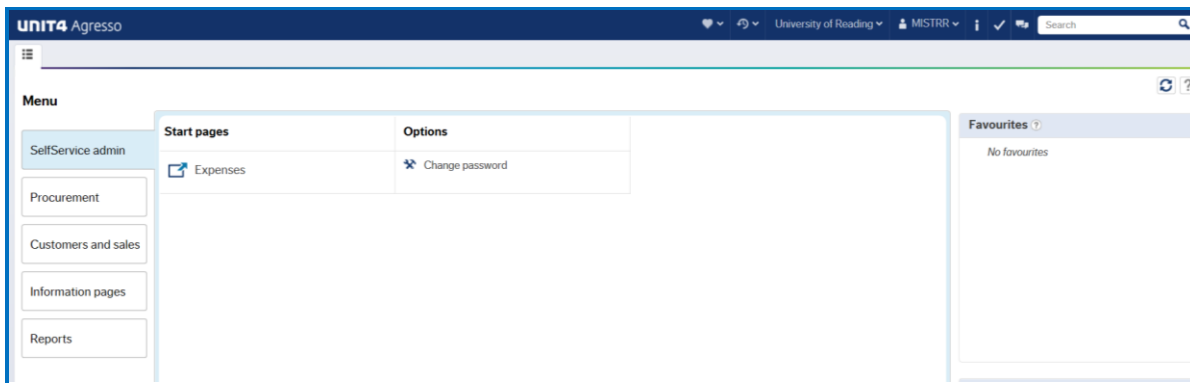 UNIT4 Agresso
University of Reading
MISTRR
Search
?
Menu
SelfService admin
Procurement
Customers and sales
Information pages
Reports
Start pages
Expenses
Options
Change password
Favourites ?
No favourites